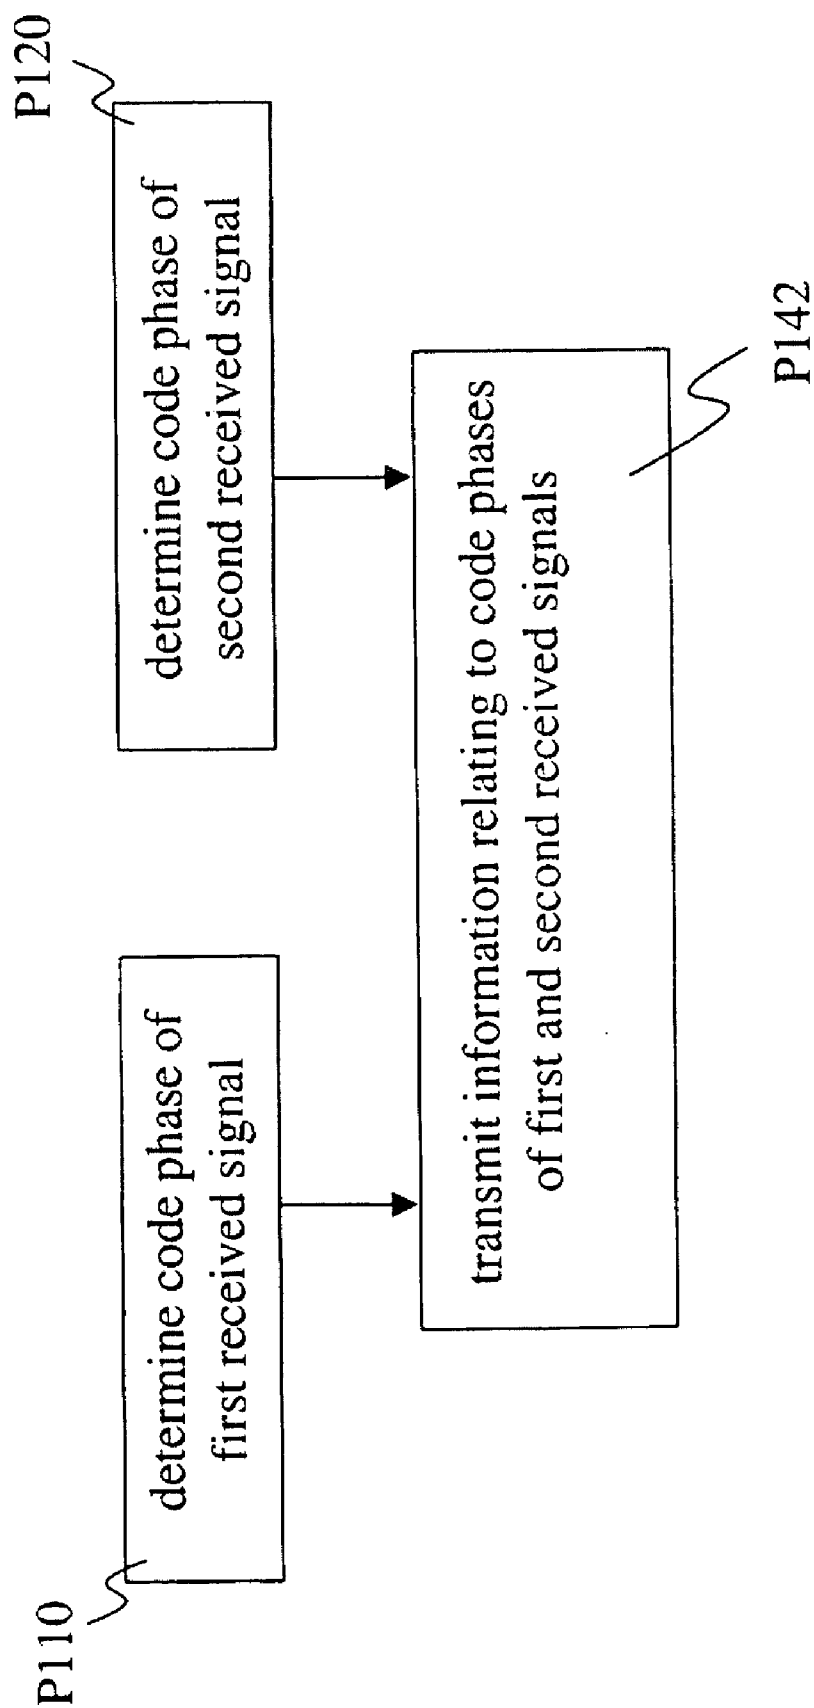 P110
determine code phase of
first received signal
P120
determine code phase of
second received signal
transmit information relating to code phases
of first and second received signals
P142